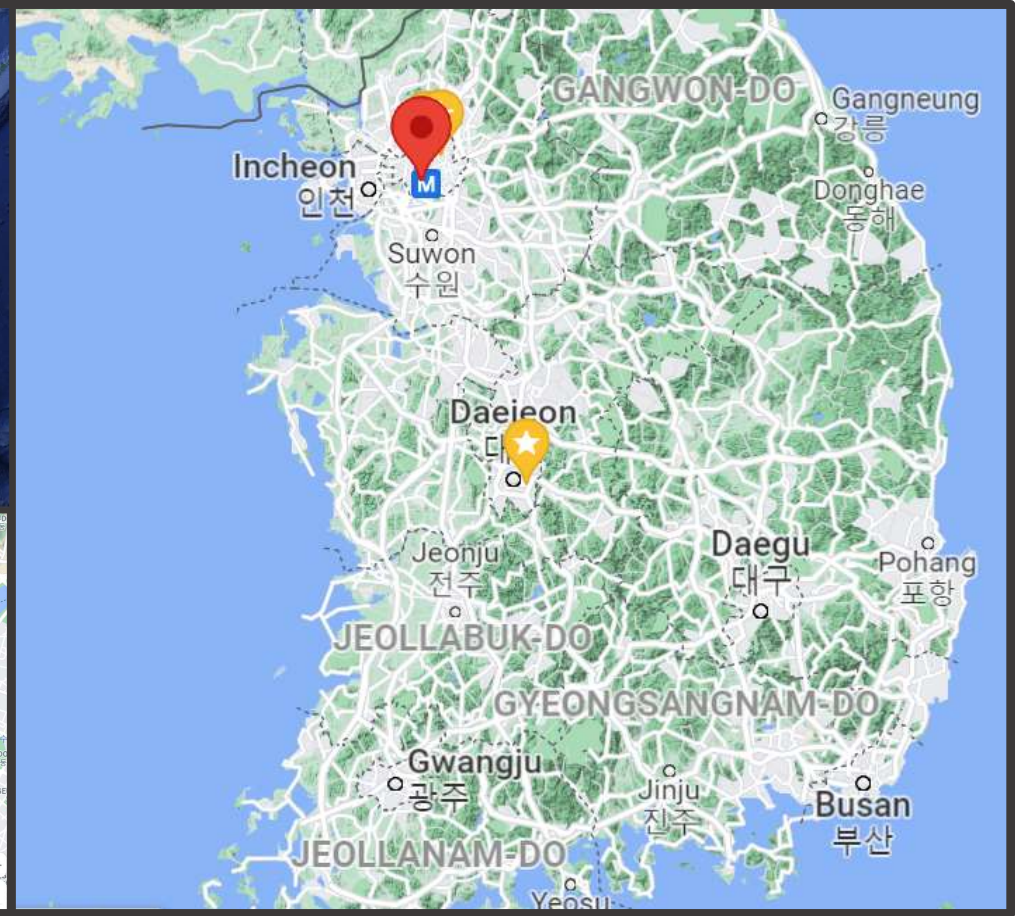 GANGWON-DO
Gangneung
강릉
Incheon
인천
M
Donghae
동해
Suwon
수원
Daejeon
대
Jeonju
전주
Daegu
대구
Pohang
포항
JEOLLABUK-DO
GYEONGSANGNAM-DO
Gwangju
광주
Jinju
진주
Busan
부산
JEOLLANAM-DO
Yeosu